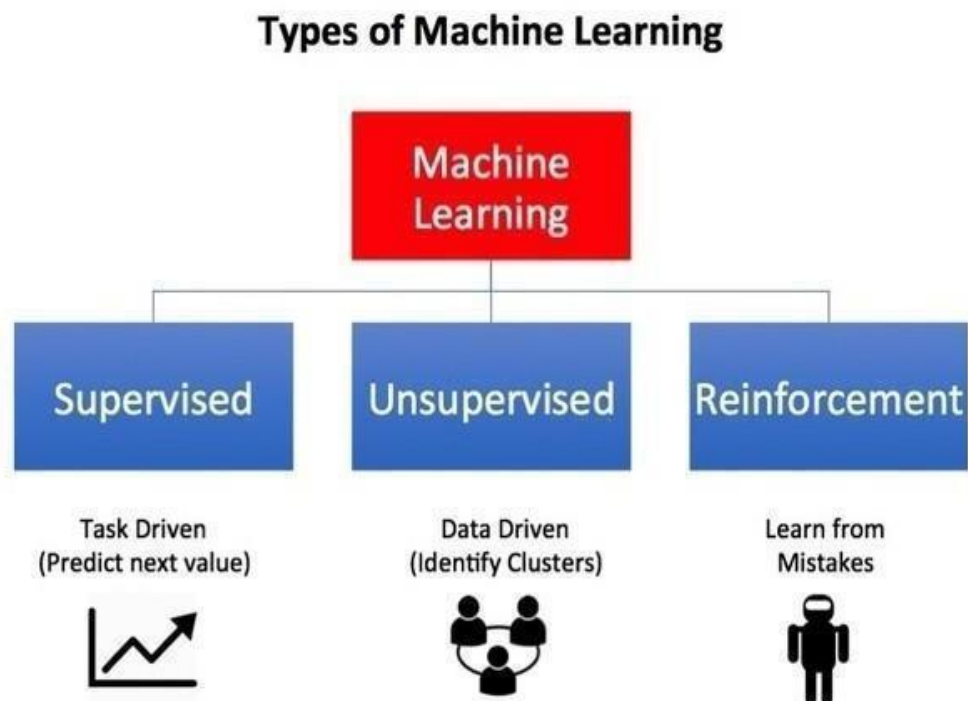 Types of Machine Learning
Machine
Learning
Supervised
Unsupervised
Reinforcement
Task Driven
(Predict next value)
Data Driven
(Identify Clusters)
Learn from
Mistakes